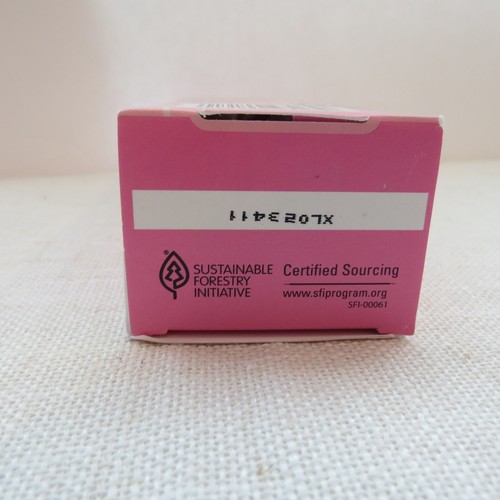 XL023411
SUSTAINABLE
FORESTRY
INITIATIVE
Certified Sourcing
www.sfiprogram.org
SFI-00061